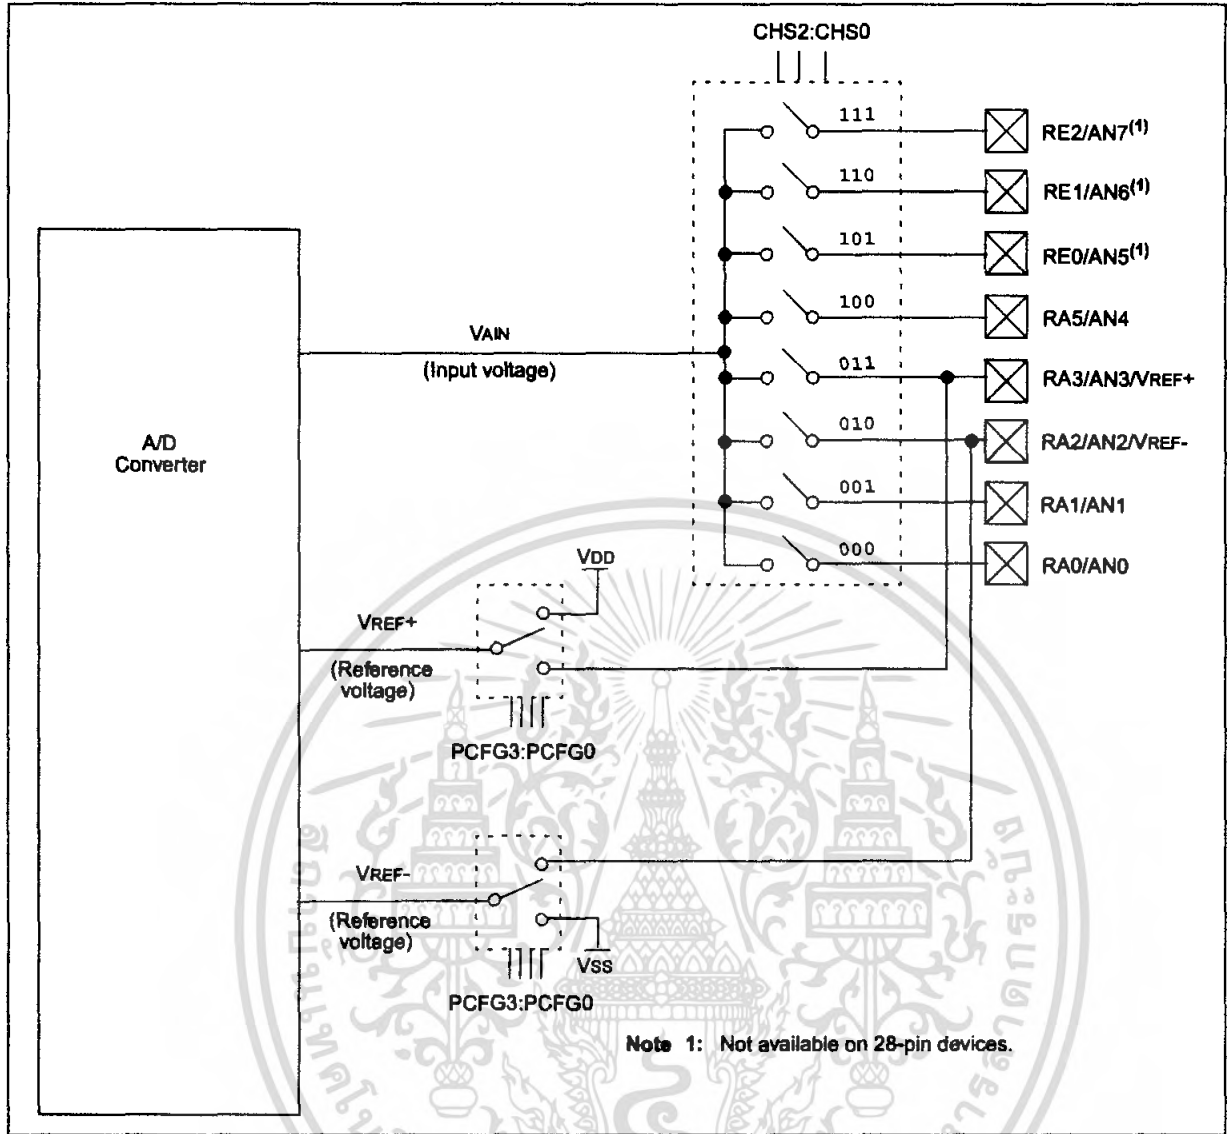 CHS2:CHS0
111
RE2/AN7(1)
110
RE1/AN6(1)
101
RE0/AN5(1)
100
RA5/AN4
VAIN
(Input voltage)
011
RA3/AN3/VREF+
A/D
Converter
010
RA2/AN2/VREF-
001
RA1/AN1
000
RA0/AN0
VDD
VREF+
(Reference
voltage)
PCFG3:PCFG0
VREF-
(Reference
voltage)
VSS
PCFG3:PCFG0
Note 1: Not available on 28-pin devices.